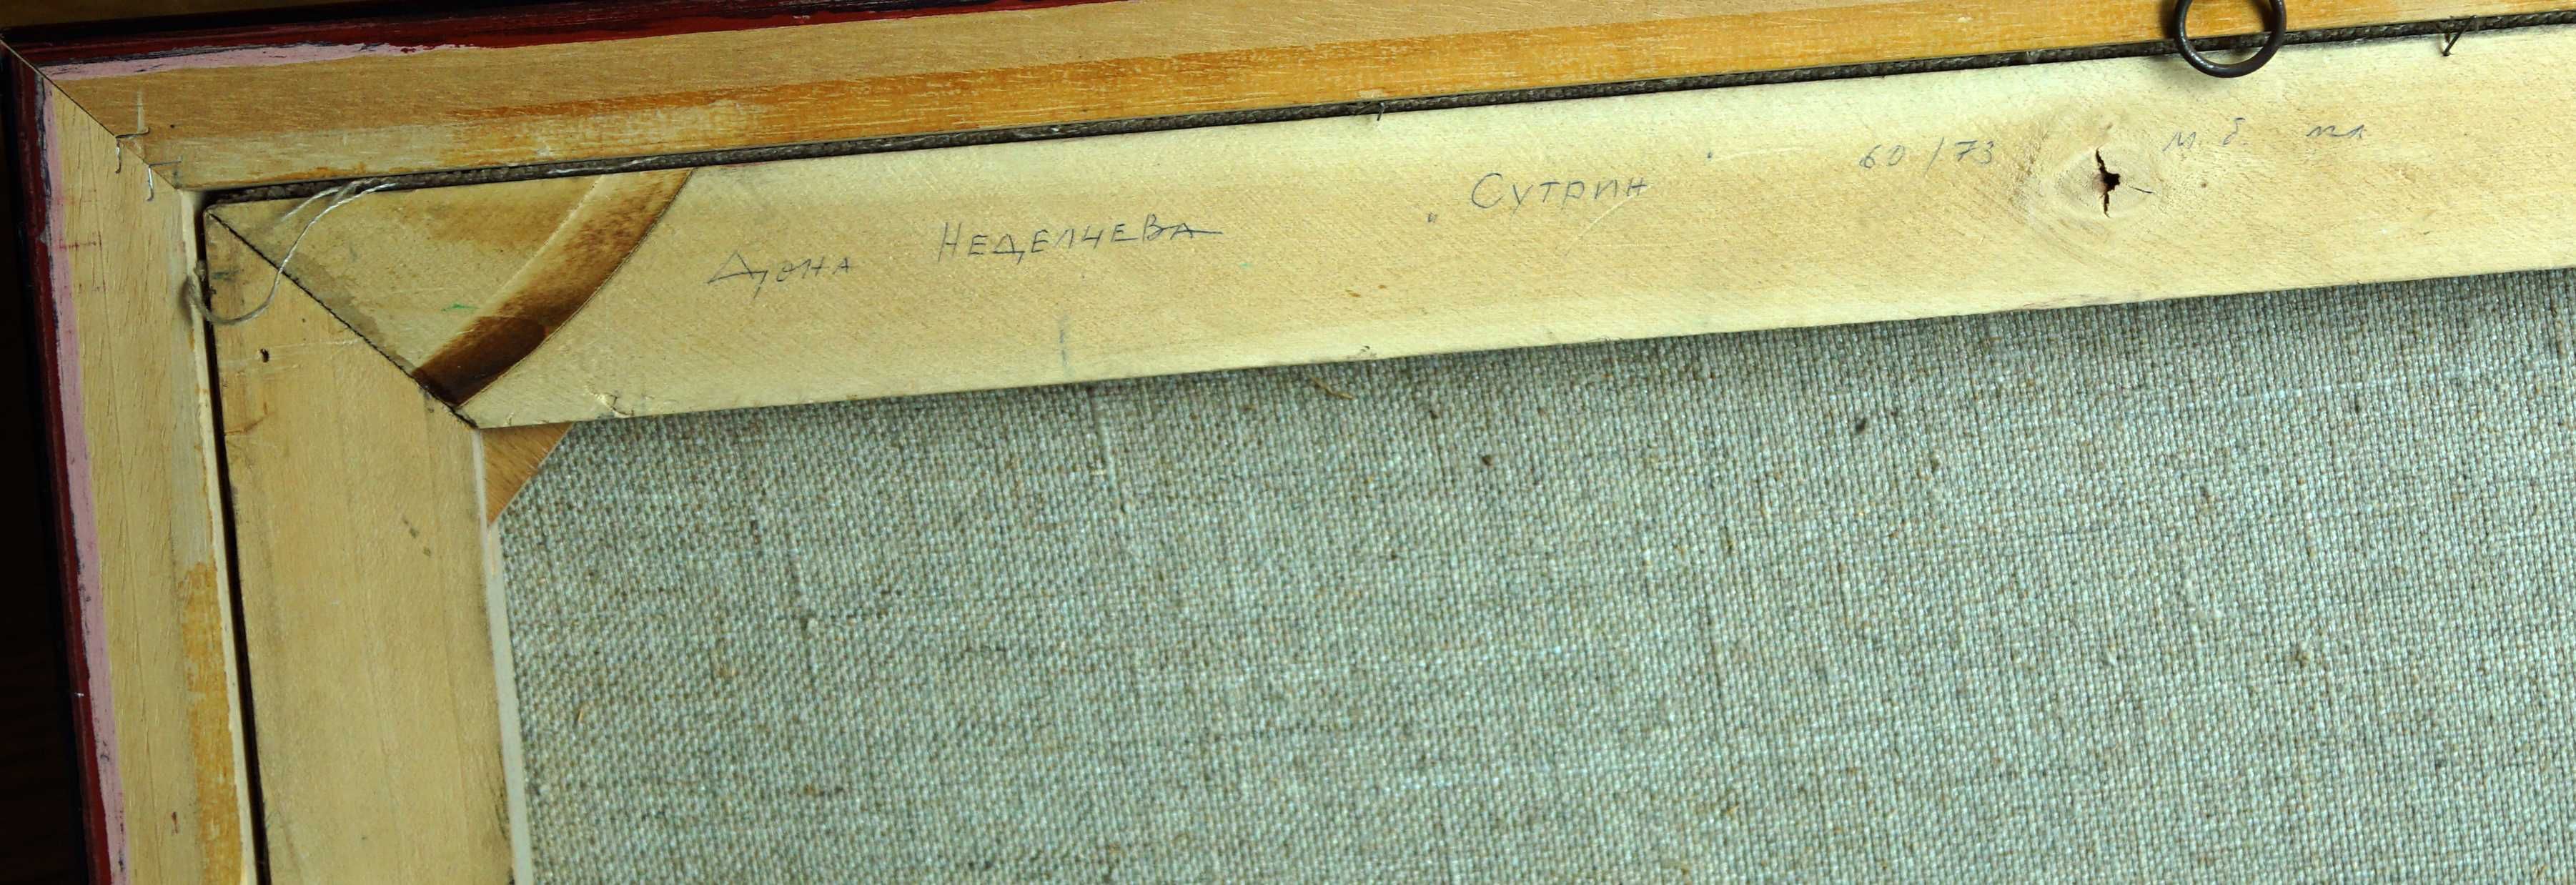 Дона Неделчева „Сутрин 60/73 м. б. пл